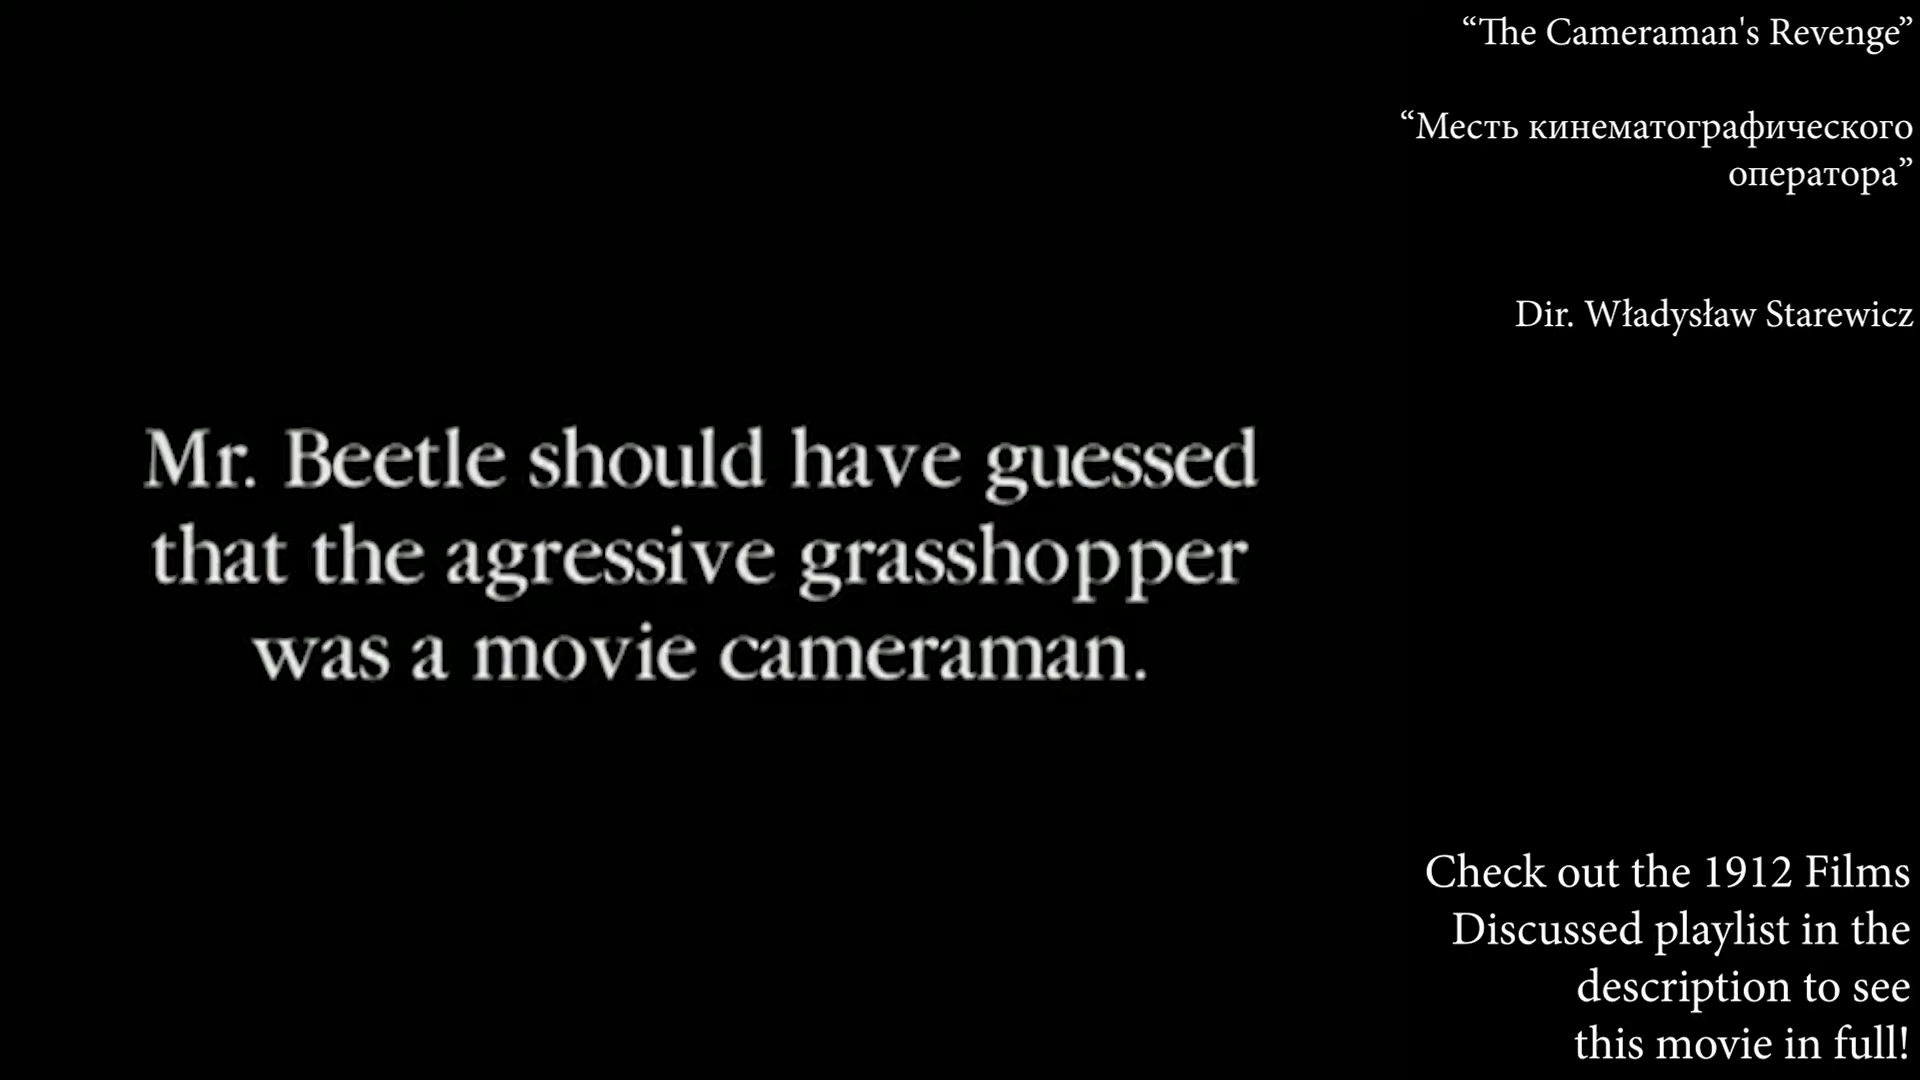 “The Cameraman's Revenge”
“Месть кинематографического
оператора”
Dir. Władysław Starewicz
Mr. Beetle should have guessed
that the agressive grasshopper
was a movie cameraman.
Check out the 1912 Films
Discussed playlist in the
description to see
this movie in full!